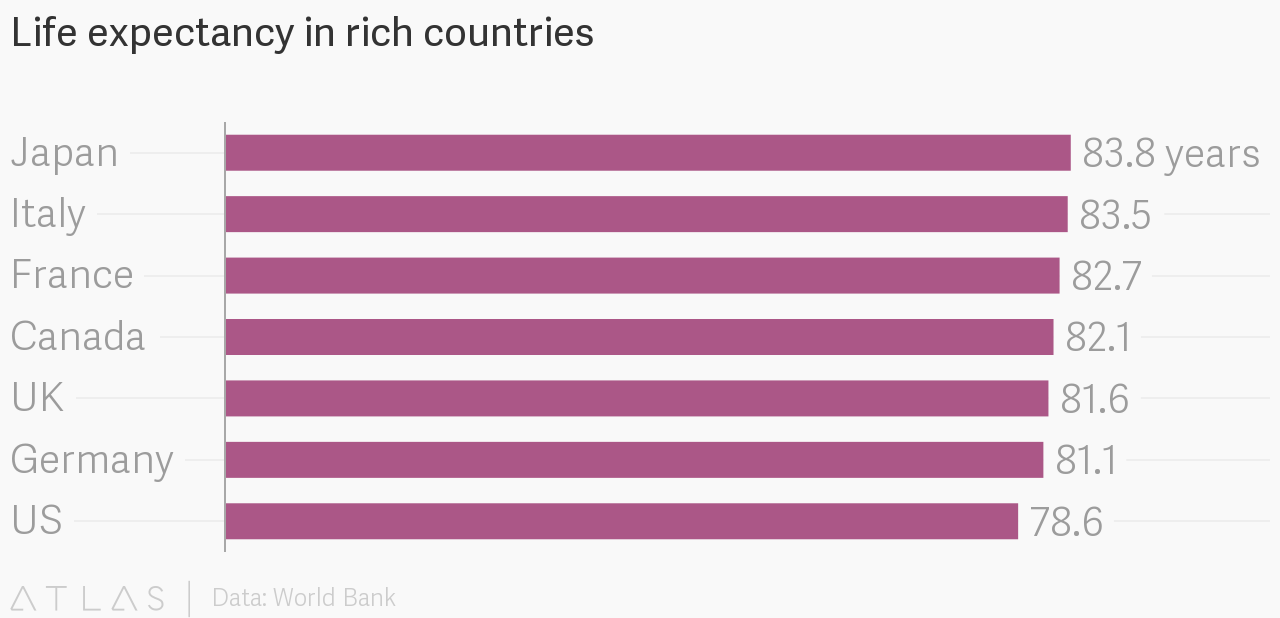 Life expectancy in rich countries
Japan 83.8 years
Italy 83.5
France 82.7
Canada 82.1
UK 81.6
Germany 81.1
US 78.6
ATLAS Data: World Bank